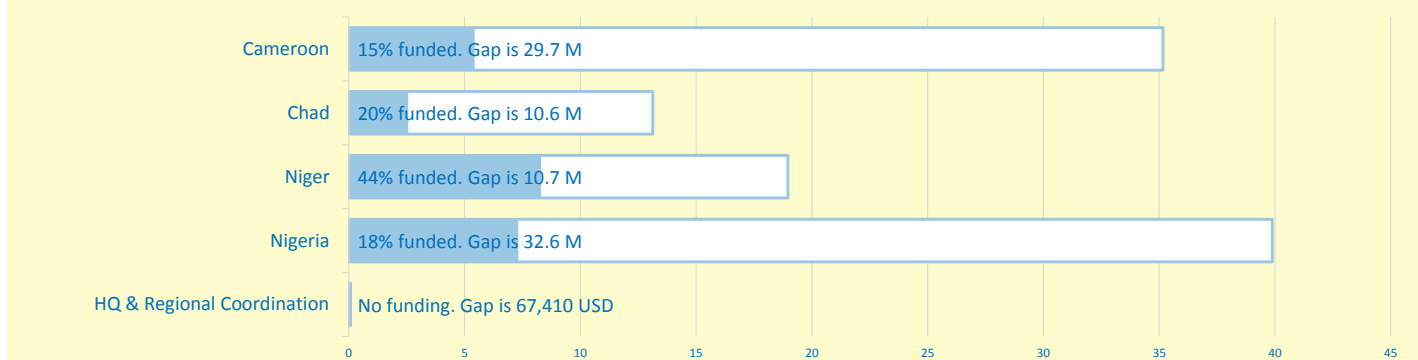 Cameroon 15% funded. Gap is 29.7 M
Chad 20% funded. Gap is 10.6 M
Niger 44% funded. Gap is 10.7 M
Nigeria 18% funded. Gap is 32.6 M
HQ & Regional Coordination No funding. Gap is 67,410 USD
0 5 10 15 20 25 30 35 40 45